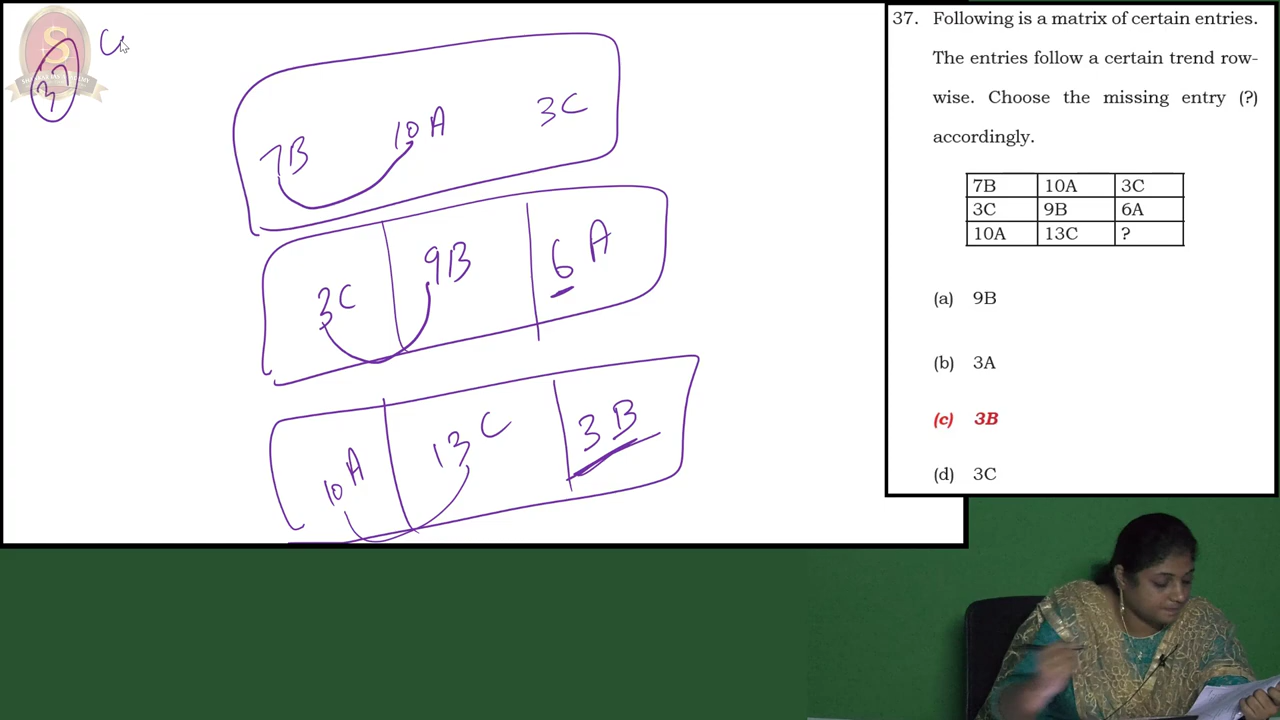 37
7B 10A 3C
3C 9B 6A
10A 13C 3B
37. Following is a matrix of certain entries.
The entries follow a certain trend row-
wise. Choose the missing entry (?)
accordingly.
7B 10A 3C
3C 9B 6A
10A 13C ?
(a) 9B
(b) 3A
(c) 3B
(d) 3C